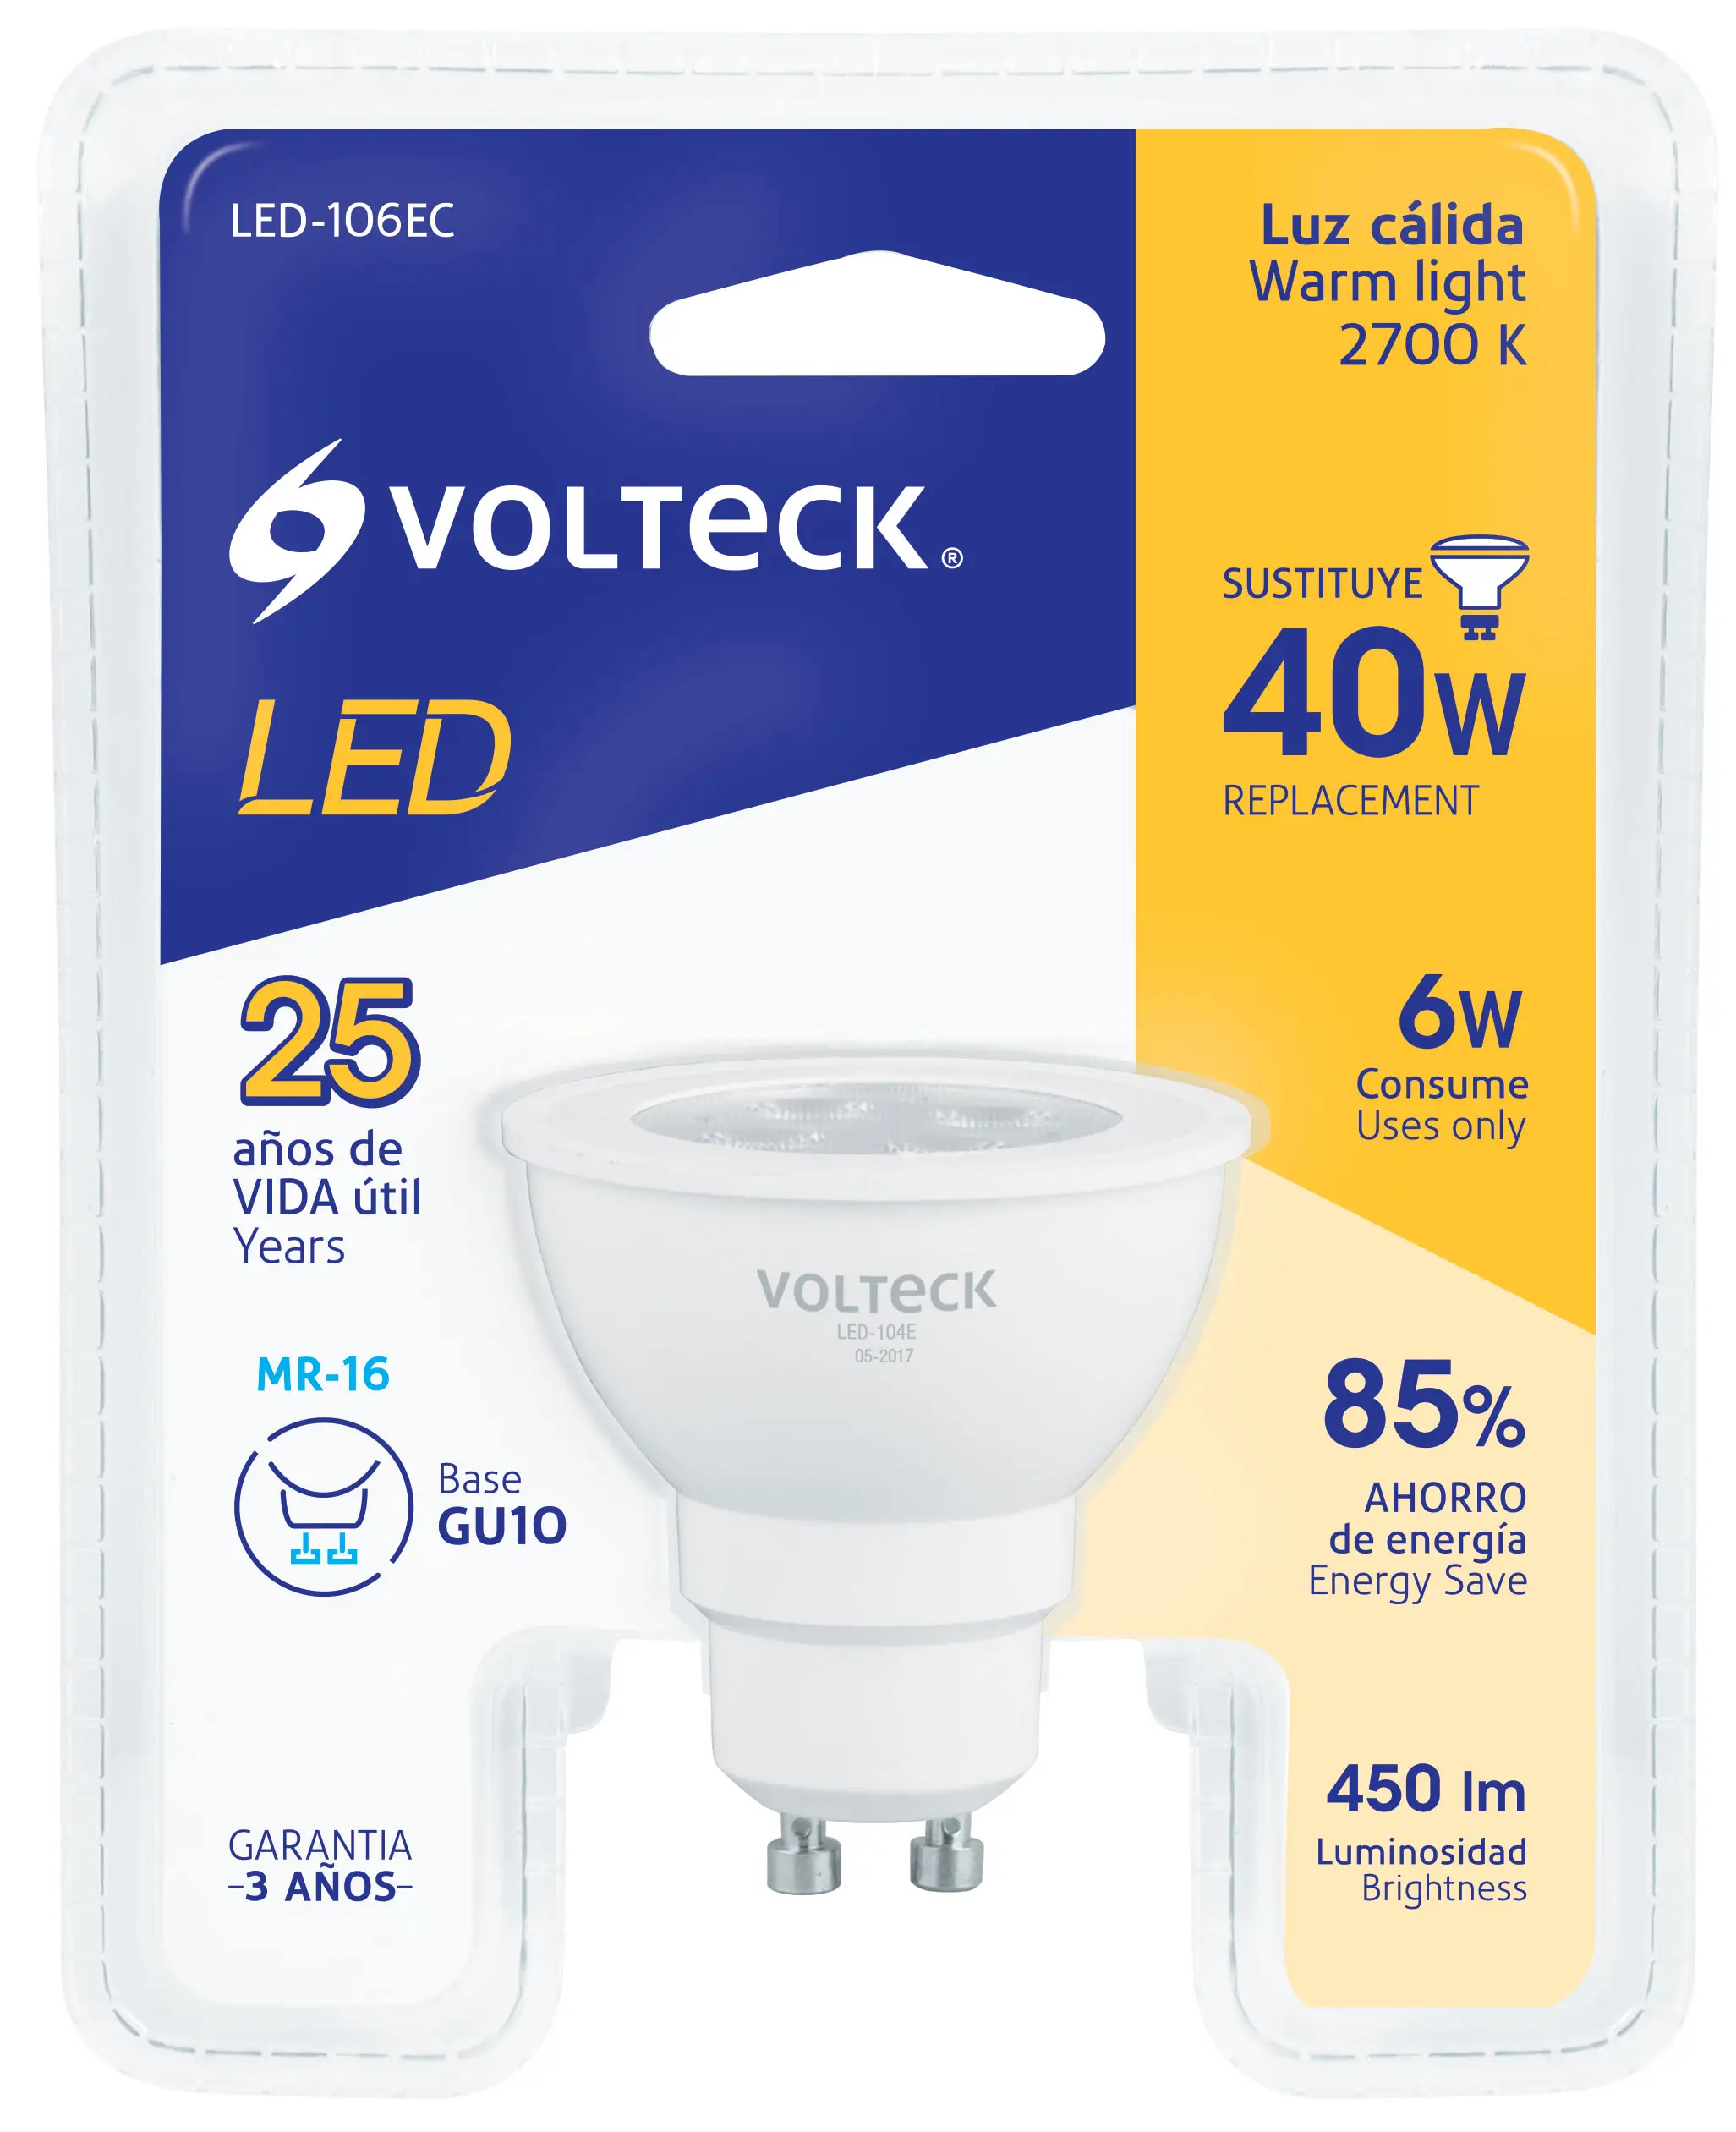 LED-106EC
VOLTECK®
LED
25
años de
VIDA útil
Years
MR-16
Base
GU10
GARANTIA
-3 AÑOS-
Luz cálida
Warm light
2700 K
SUSTITUYE
40W
REPLACEMENT
6W
Consume
Uses only
85%
AHORRO
de energía
Energy Save
450 lm
Luminosidad
Brightness
VOLTECK
LED-104E
05-2017